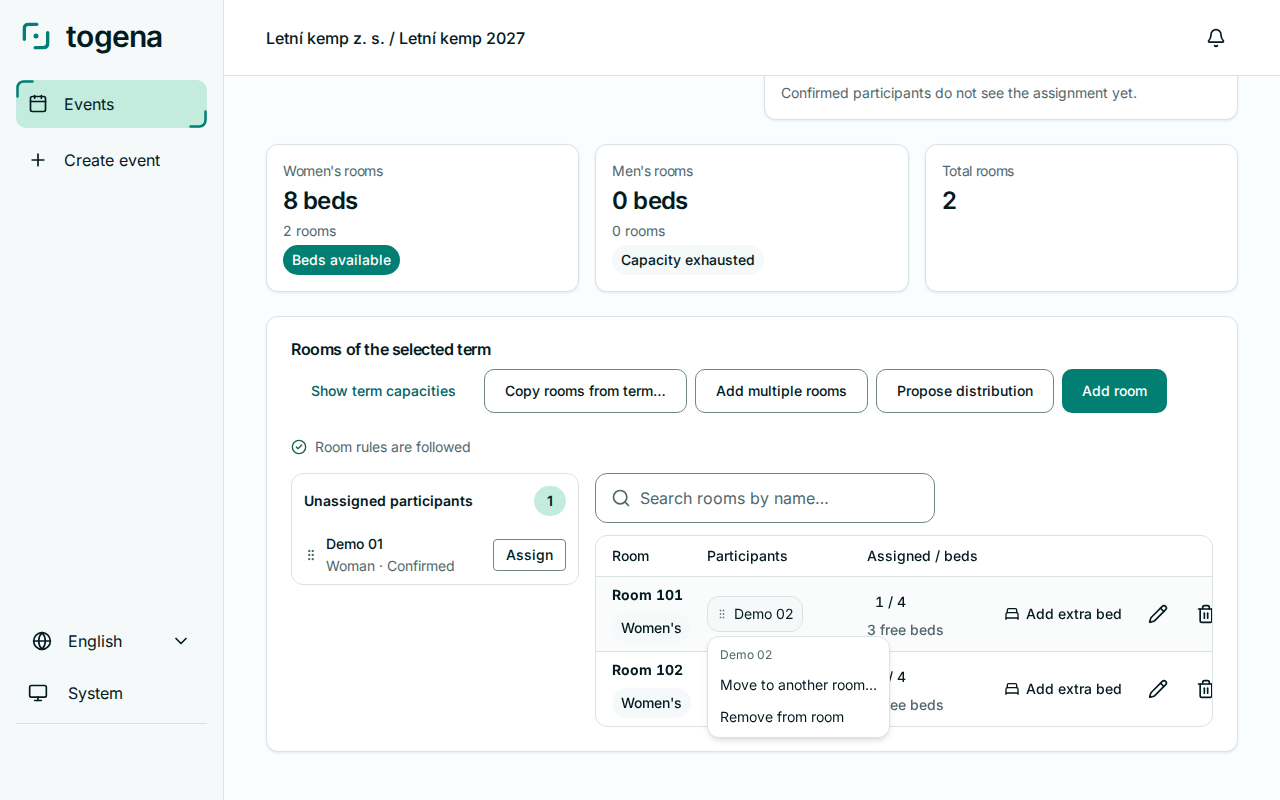 togena
Letní kemp z. s. / Letní kemp 2027
Events
Create event
English
System
Confirmed participants do not see the assignment yet.
Women's rooms
8 beds
2 rooms
Beds available
Men's rooms
0 beds
0 rooms
Capacity exhausted
Total rooms
2
Rooms of the selected term
Show term capacities
Copy rooms from term...
Add multiple rooms
Propose distribution
Add room
Room rules are followed
Unassigned participants
1
Demo 01
Woman · Confirmed
Assign
Search rooms by name...
Room
Participants
Assigned / beds
Room 101
Women's
Demo 02
1 / 4
3 free beds
Add extra bed
Demo 02
Move to another room...
Remove from room
Room 102
Women's
/ 4
beds
Add extra bed